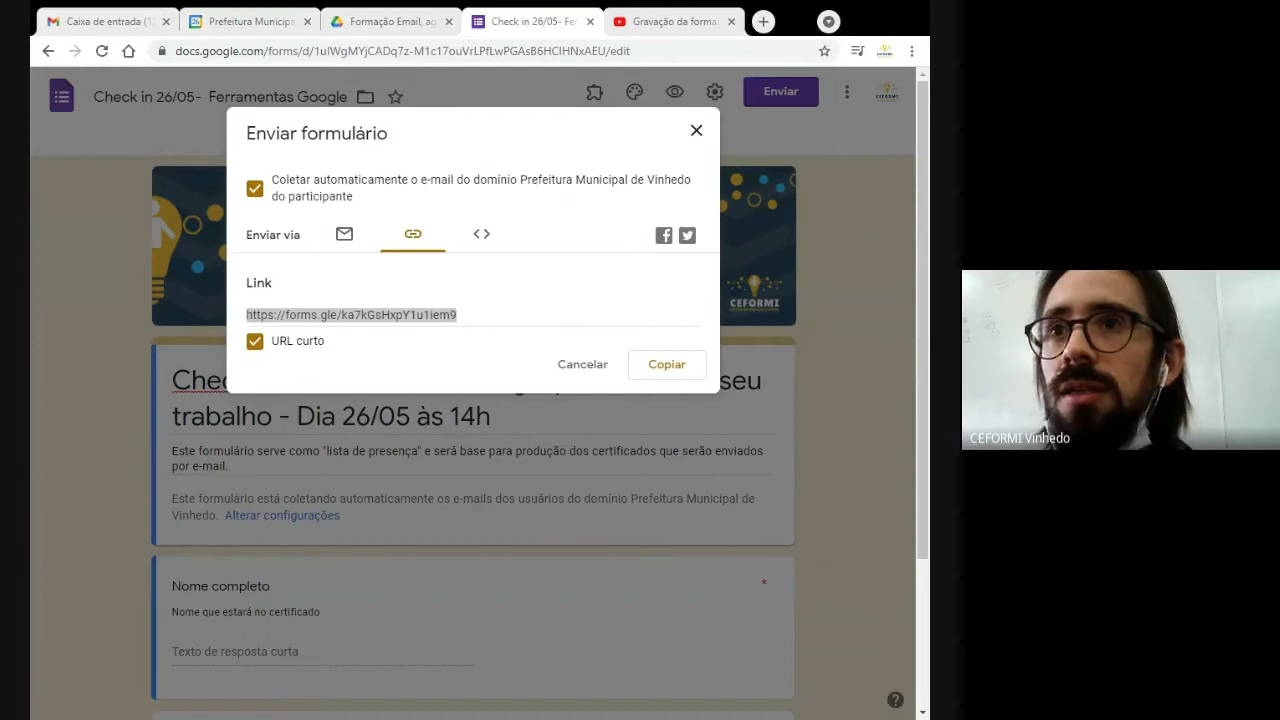 Caixa de entrada (1
Prefeitura Municipa
Formação Email, ag
Check in 26/05- Fer
Gravação da forma
docs.google.com/forms/d/1uIWgMYjCADq7z-M1c17ouVrLPfLwPGAsB6HCIHNxAEU/edit
Check in 26/05- Ferramentas Google
Enviar
Enviar formulário
Coletar automaticamente o e-mail do domínio Prefeitura Municipal de Vinhedo
do participante
Enviar via
Link
https://forms.gle/ka7kGsHxpY1u1iem9
URL curto
Cancelar
Copiar
CEFORMI
seu
trabalho - Dia 26/05 às 14h
Este formulário serve como "lista de presença" e será base para produção dos certificados que serão enviados
por e-mail.
Este formulário está coletando automaticamente os e-mails dos usuários do domínio Prefeitura Municipal de
Vinhedo. Alterar configurações
Nome completo *
Nome que estará no certificado
Texto de resposta curta
CEFORMI Vinhedo